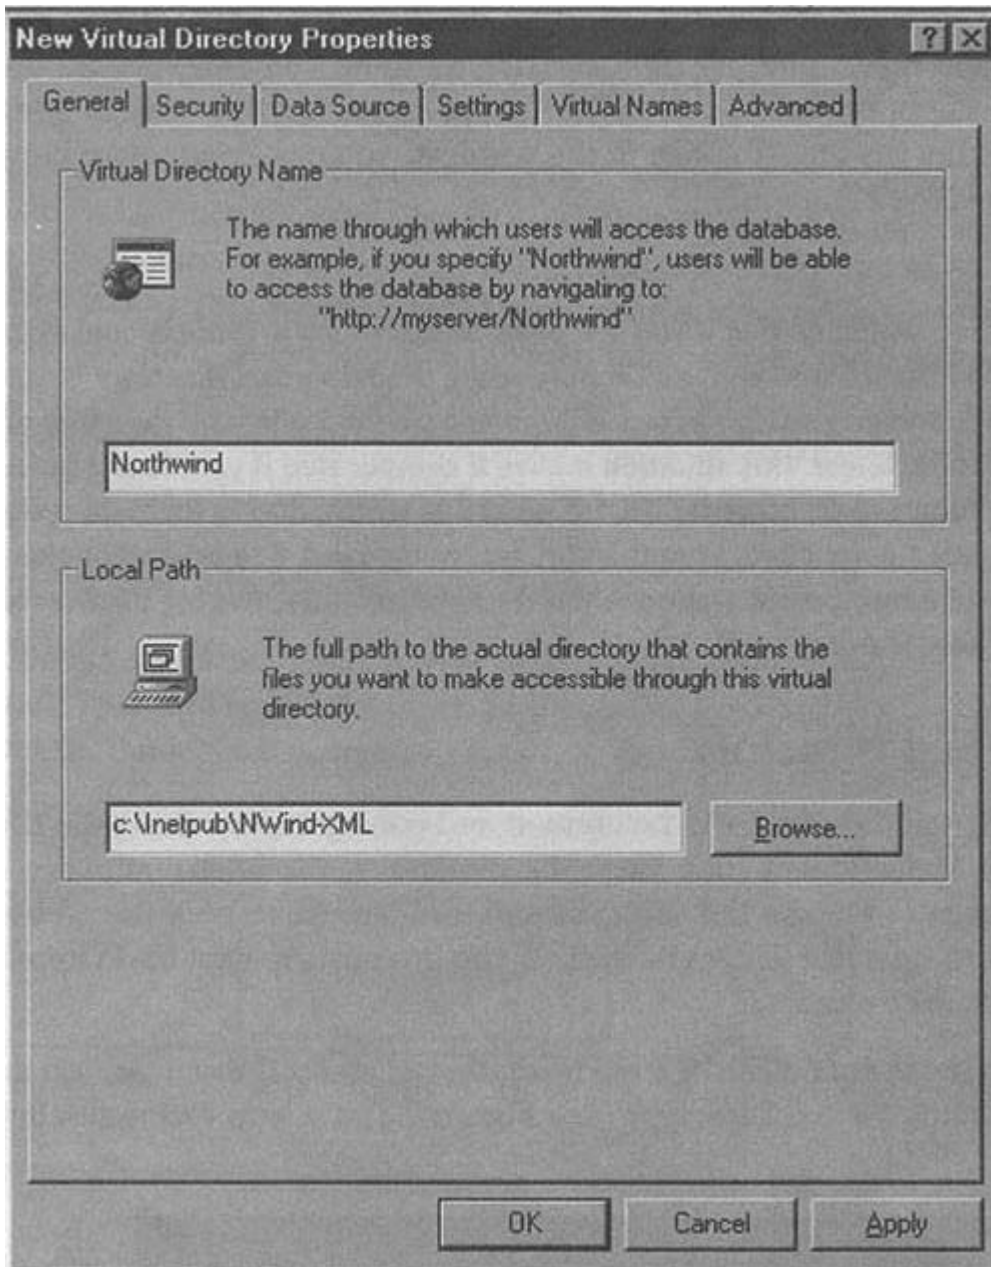 New Virtual Directory Properties
General Security Data Source Settings Virtual Names Advanced
Virtual Directory Name
The name through which users will access the database.
For example, if you specify "Northwind", users will be able
to access the database by navigating to:
"http://myserver/Northwind"
Northwind
Local Path
The full path to the actual directory that contains the
files you want to make accessible through this virtual
directory.
c:\Inetpub\NWind-XML
Browse...
OK Cancel Apply